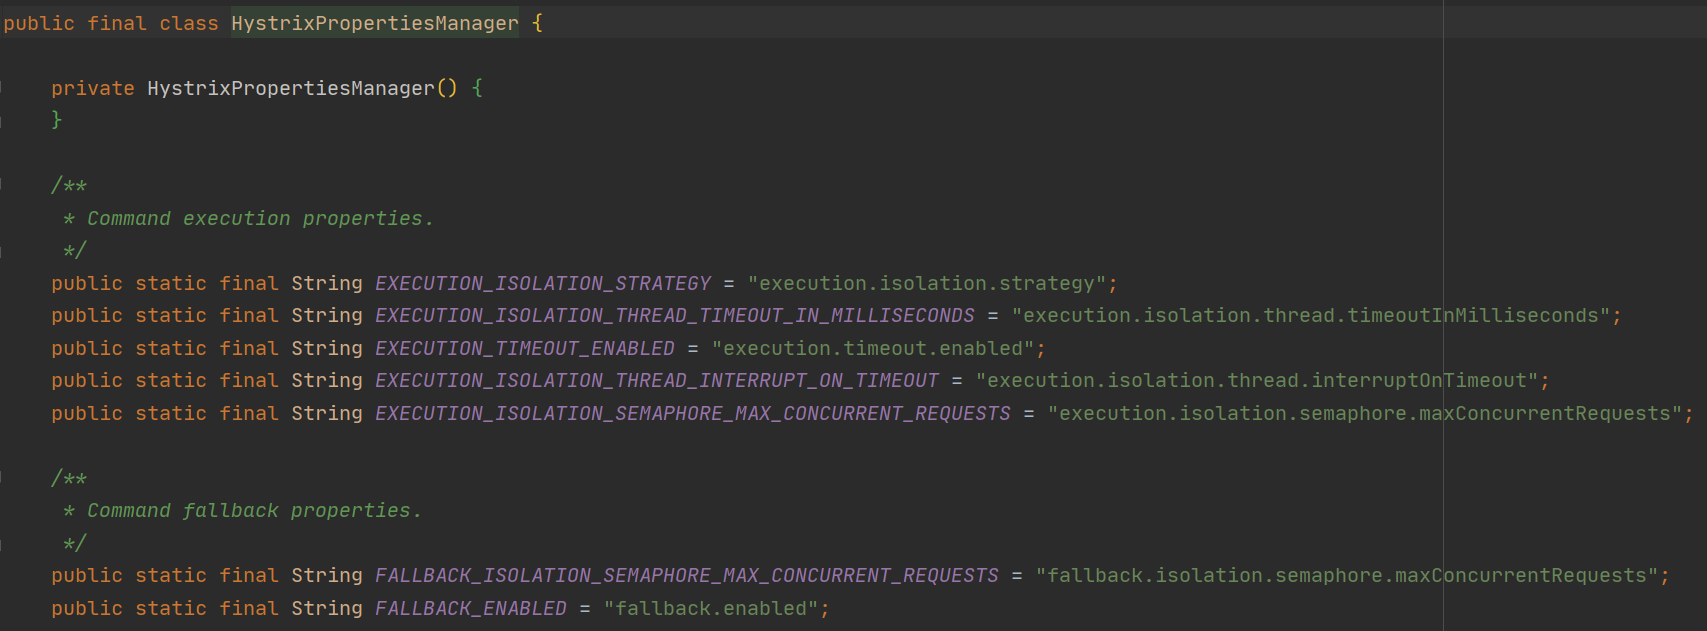 public final class HystrixPropertiesManager {
private HystrixPropertiesManager() {
}
/**
* Command execution properties.
*/
public static final String EXECUTION_ISOLATION_STRATEGY = "execution.isolation.strategy";
public static final String EXECUTION_ISOLATION_THREAD_TIMEOUT_IN_MILLISECONDS = "execution.isolation.thread.timeoutInMilliseconds";
public static final String EXECUTION_TIMEOUT_ENABLED = "execution.timeout.enabled";
public static final String EXECUTION_ISOLATION_THREAD_INTERRUPT_ON_TIMEOUT = "execution.isolation.thread.interruptOnTimeout";
public static final String EXECUTION_ISOLATION_SEMAPHORE_MAX_CONCURRENT_REQUESTS = "execution.isolation.semaphore.maxConcurrentRequests";
/**
* Command fallback properties.
*/
public static final String FALLBACK_ISOLATION_SEMAPHORE_MAX_CONCURRENT_REQUESTS = "fallback.isolation.semaphore.maxConcurrentRequests";
public static final String FALLBACK_ENABLED = "fallback.enabled";